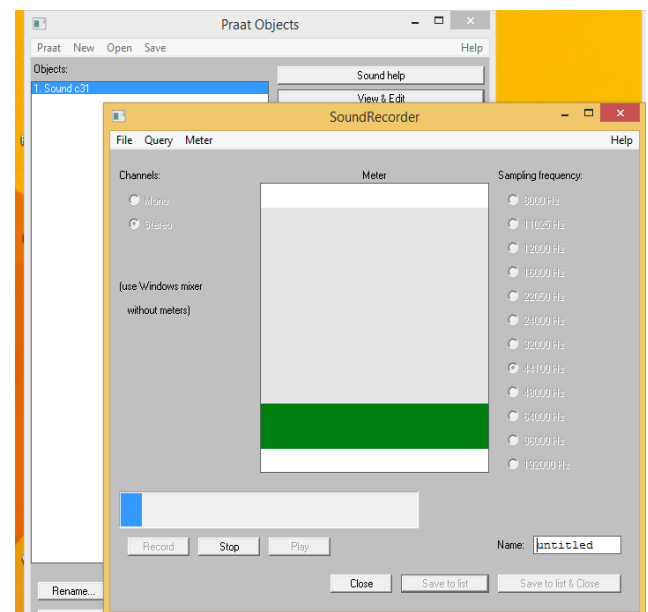 Praat Objects
Praat New Open Save Help
Objects:
1. Sound c31
Sound help
View & Edit
SoundRecorder
File Query Meter Help
Channels:
Mono
Stereo
(use Windows mixer
without meters)
Meter
Sampling frequency:
8000 Hz
11025 Hz
12000 Hz
16000 Hz
22050 Hz
24000 Hz
32000 Hz
44100 Hz
48000 Hz
64000 Hz
96000 Hz
192000 Hz
Record Stop Play
Name: untitled
Close Save to list Save to list & Close
Rename...